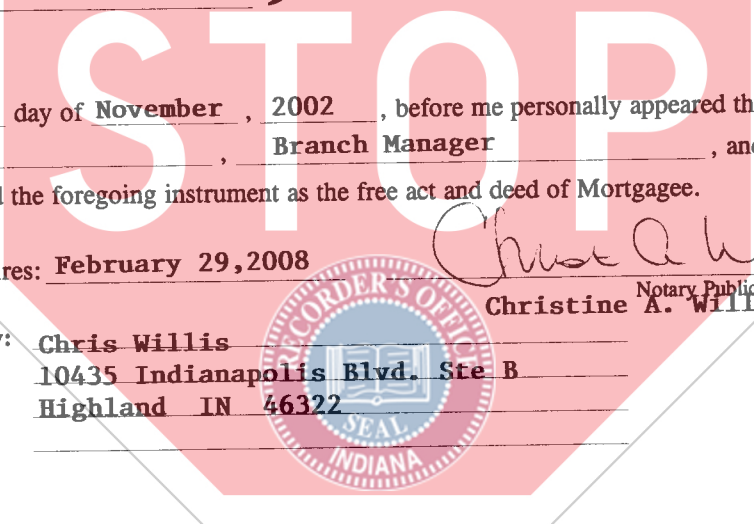 STOP
day of November , 2002 , before me personally appeared th
, Branch Manager , and
the foregoing instrument as the free act and deed of Mortgagee.
res: February 29,2008
Christ A W
Notary Public
Christine A. Will
: Chris Willis
10435 Indianapolis Blvd. Ste B
Highland IN 46322
RECORDER'S OFFICE
SEAL
INDIANA